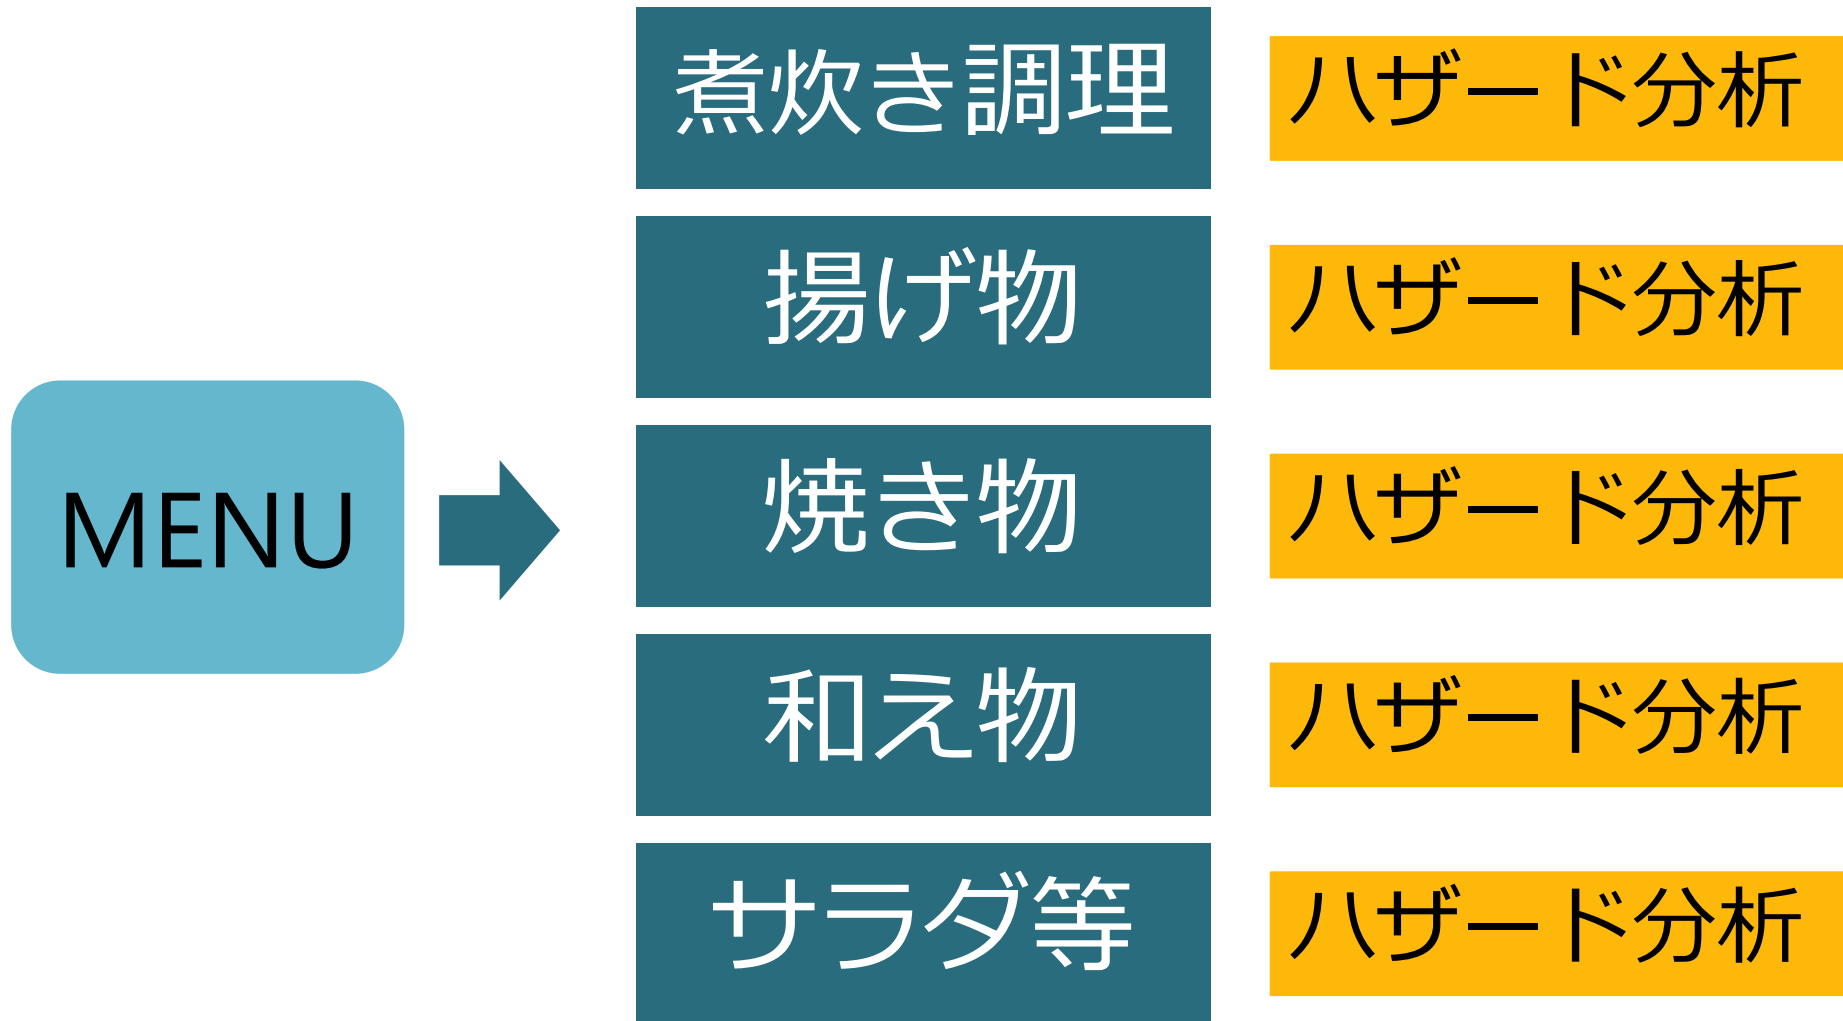 MENU
煮炊き調理
ハザード分析
揚げ物
ハザード分析
焼き物
ハザード分析
和え物
ハザード分析
サラダ等
ハザード分析